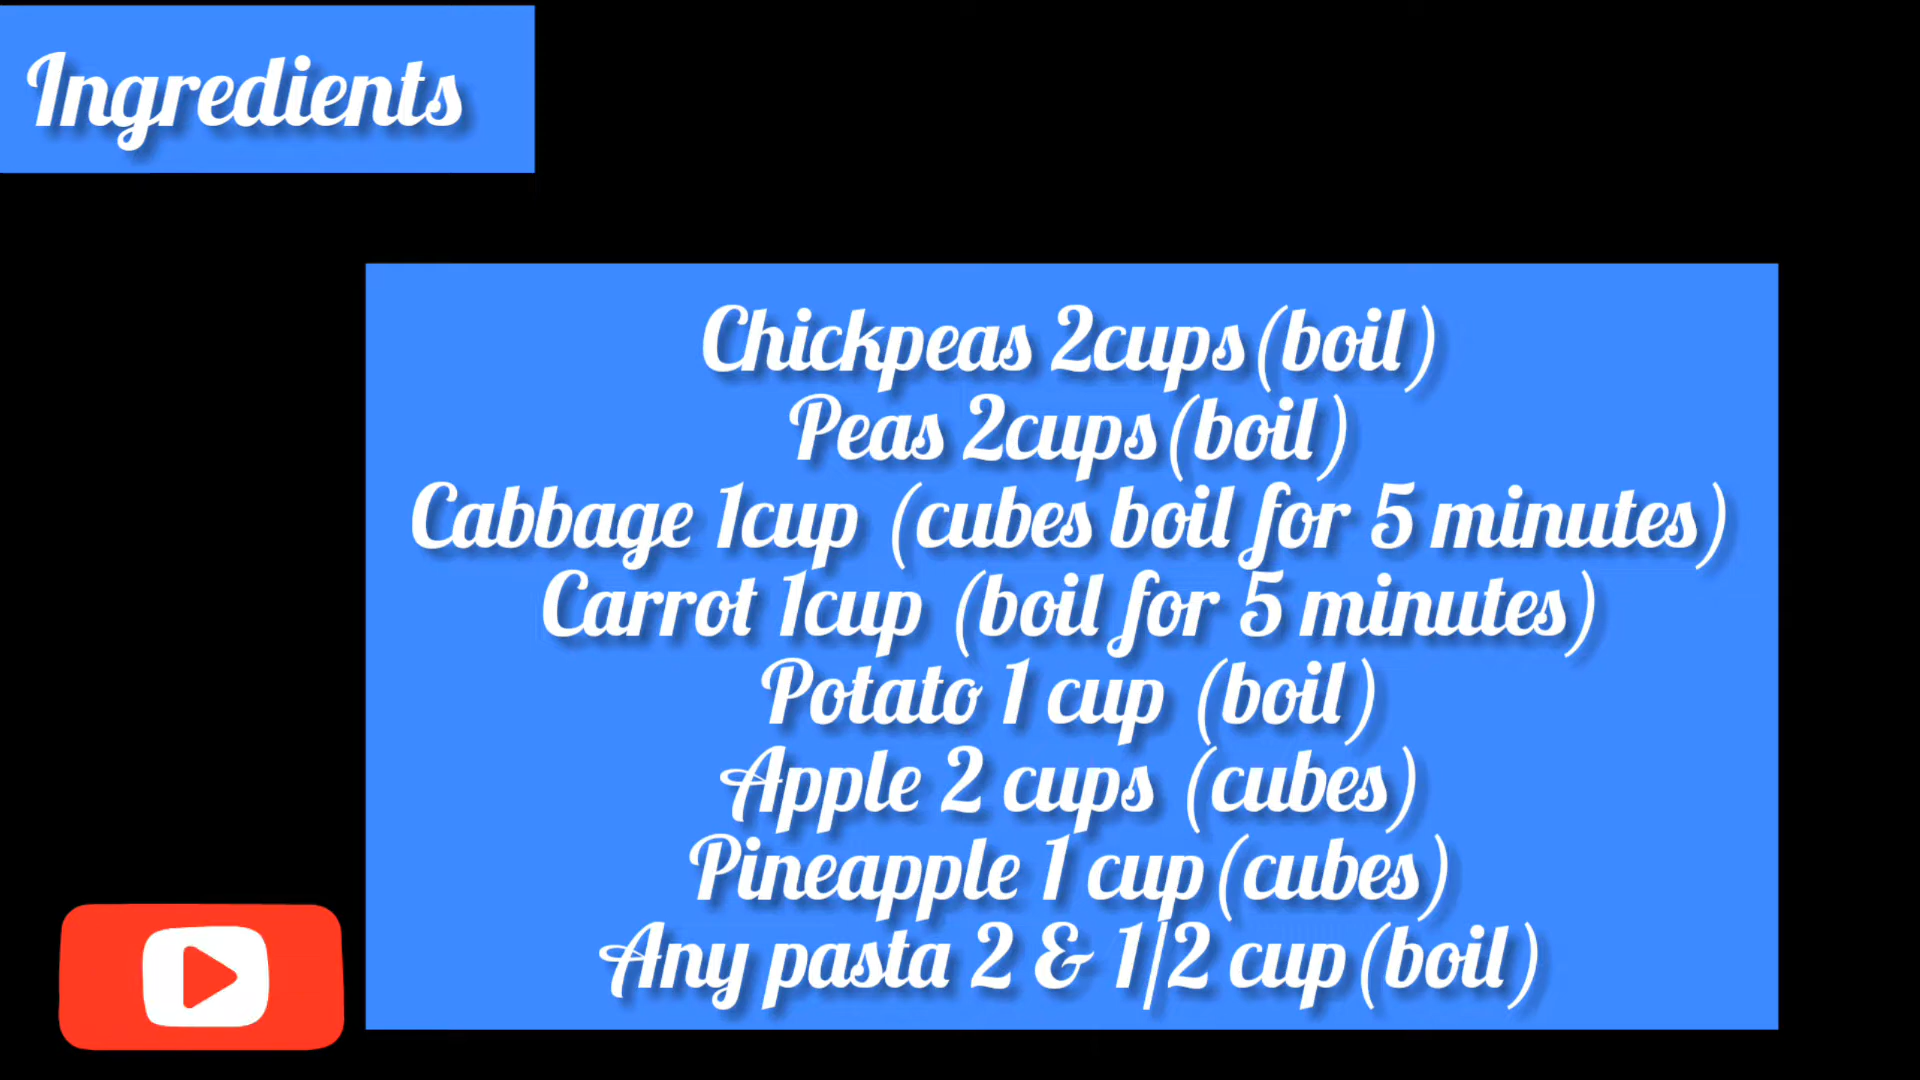 Ingredients
Chickpeas 2cups(boil)
Peas 2cups(boil)
Cabbage 1cup (cubes boil for 5 minutes)
Carrot 1cup (boil for 5 minutes)
Potato 1 cup (boil)
Apple 2 cups (cubes)
Pineapple 1 cup(cubes)
Any pasta 2 & 1/2 cup(boil)